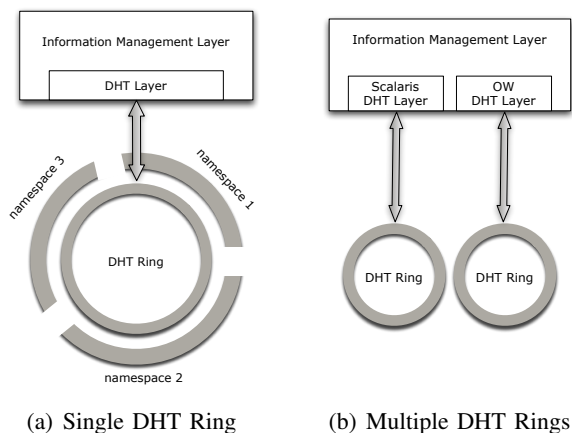 Information Management Layer
DHT Layer
namespace 3
namespace 1
DHT Ring
namespace 2
(a) Single DHT Ring
Information Management Layer
Scalaris
DHT Layer
OW
DHT Layer
DHT Ring
DHT Ring
(b) Multiple DHT Rings